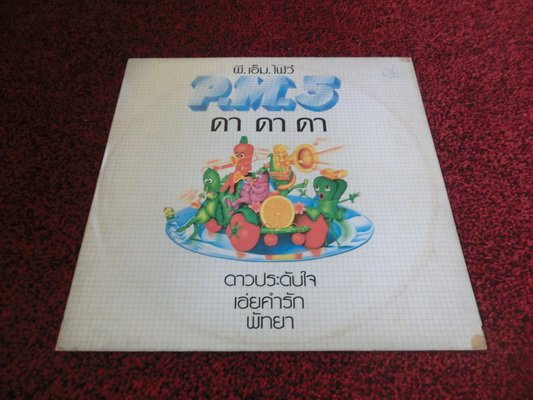 พี.เอ็ม.ไฟว์
P.M.5
ดา ดา ดา
ดาวประดับใจ
เอ่ยคำรัก
พัทยา